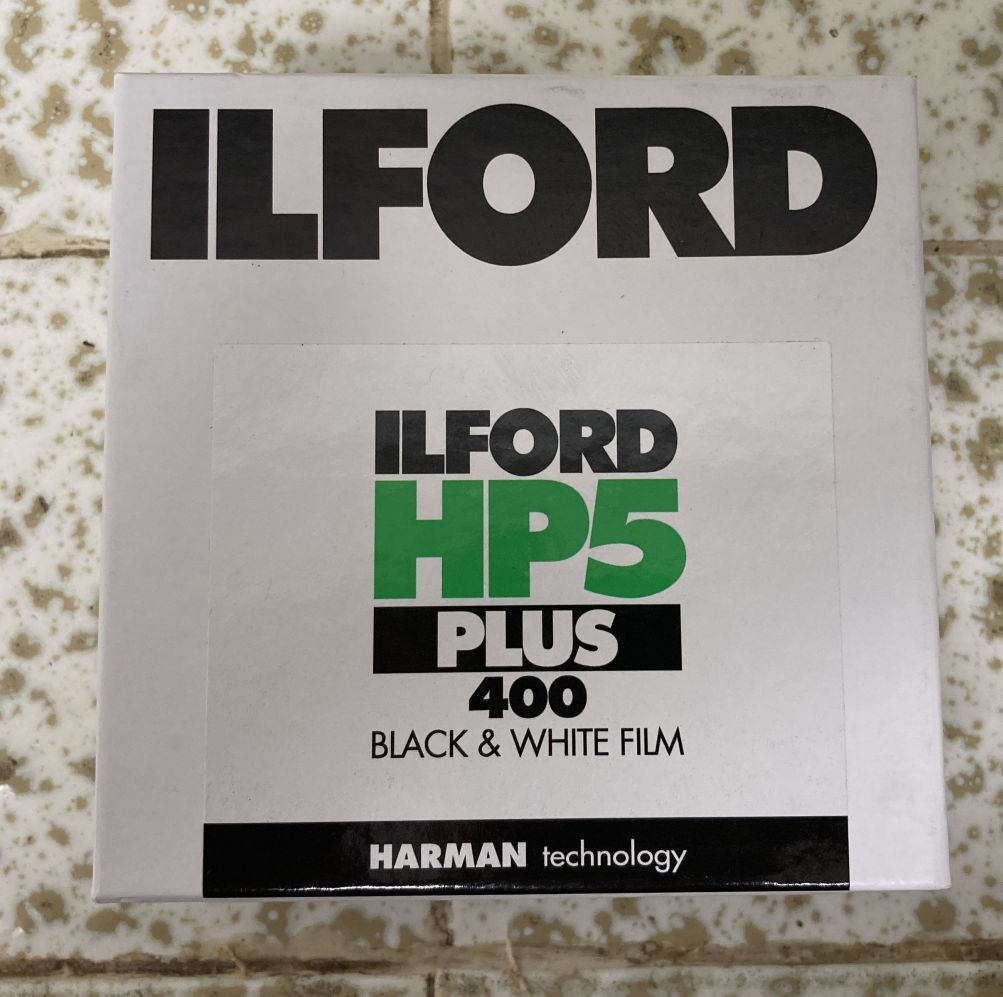 ILFORD
ILFORD
HP5
PLUS
400
BLACK & WHITE FILM
HARMAN technology